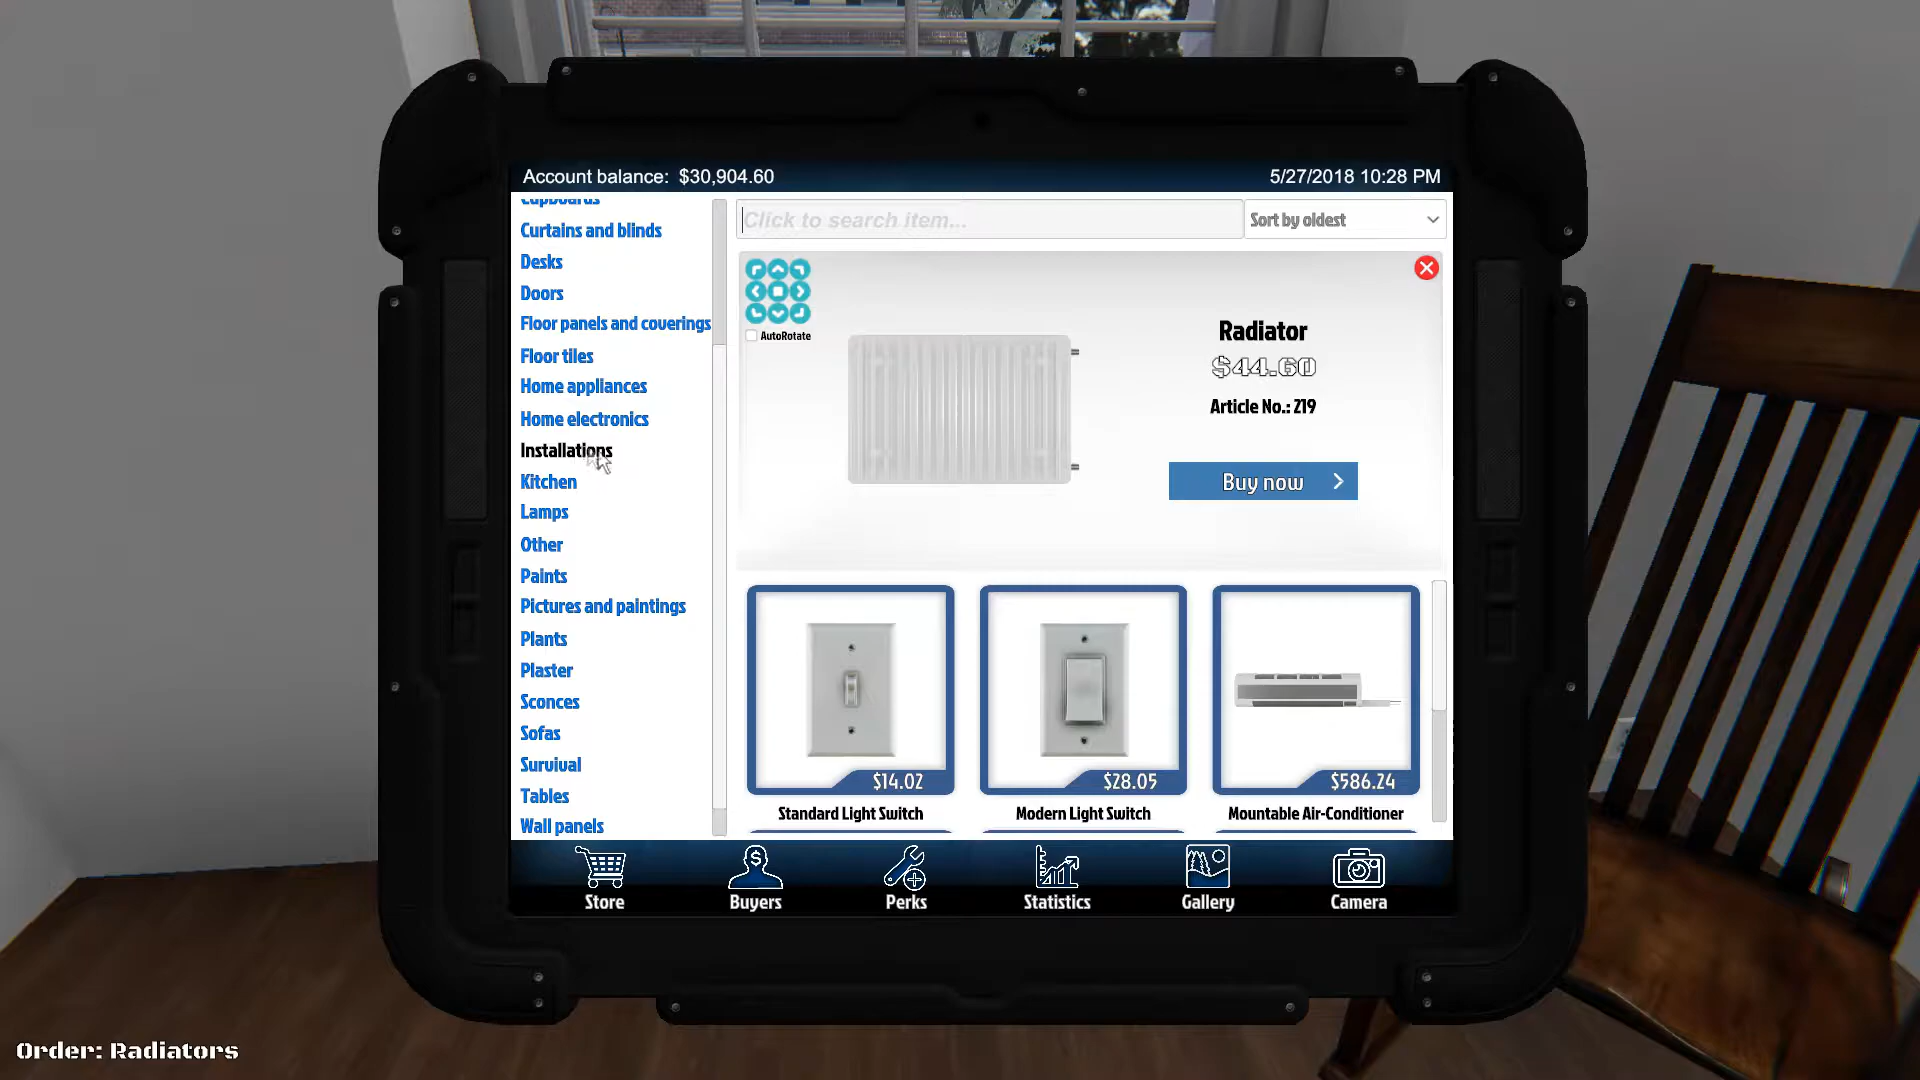 Account balance: $30,904.60
5/27/2018 10:28 PM
Cupboards
Curtains and blinds
Desks
Doors
Floor panels and coverings
Floor tiles
Home appliances
Home electronics
Installations
Kitchen
Lamps
Other
Paints
Pictures and paintings
Plants
Plaster
Sconces
Sofas
Survival
Tables
Wall panels
Click to search item...
Sort by oldest
AutoRotate
Radiator
$44.60
Article No.: 219
Buy now
$14.02
Standard Light Switch
$28.05
Modern Light Switch
$586.24
Mountable Air-Conditioner
Store
Buyers
Perks
Statistics
Gallery
Camera
Order: Radiators